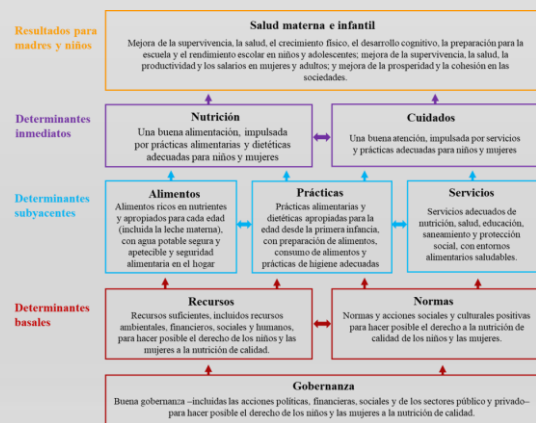 Resultados para
madres y niños
Salud materna e infantil
Mejora de la supervivencia, la salud, el crecimiento físico, el desarrollo cognitivo, la preparación para la
escuela y el rendimiento escolar en niños y adolescentes; mejora de la supervivencia, la salud, la
productividad y los salarios en mujeres y adultos; y mejora de la prosperidad y la cohesión en las
sociedades.
Determinantes
inmediatos
Nutrición
Una buena alimentación, impulsada
por prácticas alimentarias y dietéticas
adecuadas para niños y mujeres
Cuidados
Una buena atención, impulsada por servicios
y prácticas adecuadas para niños y mujeres
Determinantes
subyacentes
Alimentos
Alimentos ricos en nutrientes
y apropiados para cada edad
(incluida la leche materna),
con agua potable segura y
apetecible y seguridad
alimentaria en el hogar
Prácticas
Prácticas alimentarias y
dietéticas apropiadas para la
edad desde la primera infancia,
con preparación de alimentos,
consumo de alimentos y
prácticas de higiene adecuadas
Servicios
Servicios adecuados de
nutrición, salud, educación,
saneamiento y protección
social, con entornos
alimentarios saludables.
Determinantes
basales
Recursos
Recursos suficientes, incluidos recursos
ambientales, financieros, sociales y humanos,
para hacer posible el derecho de los niños y las
mujeres a la nutrición de calidad.
Normas
Normas y acciones sociales y culturales positivas
para hacer posible el derecho a la nutrición de
calidad de los niños y las mujeres.
Gobernanza
Buena gobernanza –incluidas las acciones políticas, financieras, sociales y de los sectores público y privado–
para hacer posible el derecho de los niños y las mujeres a la nutrición de calidad.